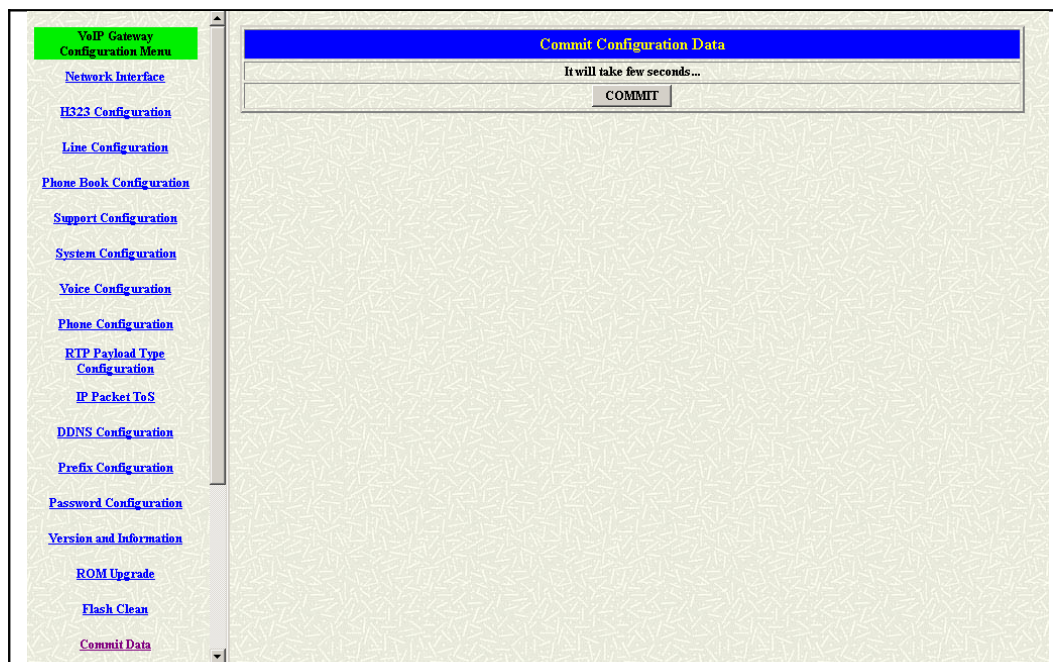 VoIP Gateway
Configuration Menu
Network Interface
H323 Configuration
Line Configuration
Phone Book Configuration
Support Configuration
System Configuration
Voice Configuration
Phone Configuration
RTP Payload Type
Configuration
IP Packet ToS
DDNS Configuration
Prefix Configuration
Password Configuration
Version and Information
ROM Upgrade
Flash Clean
Commit Data
Commit Configuration Data
It will take few seconds...
COMMIT